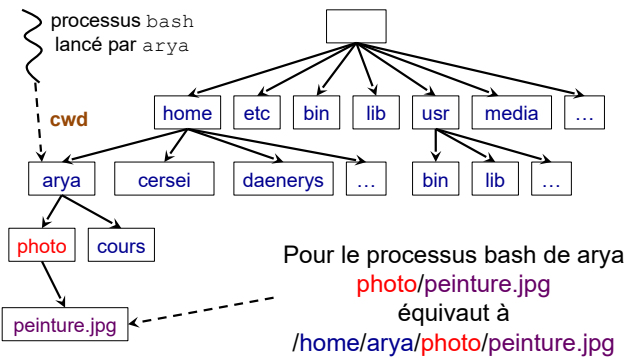 processus bash
lancé par arya
cwd
home etc bin lib usr media …
arya cersei daenerys … bin lib …
photo cours
peinture.jpg
Pour le processus bash de arya
photo/peinture.jpg
équivaut à
/home/arya/photo/peinture.jpg